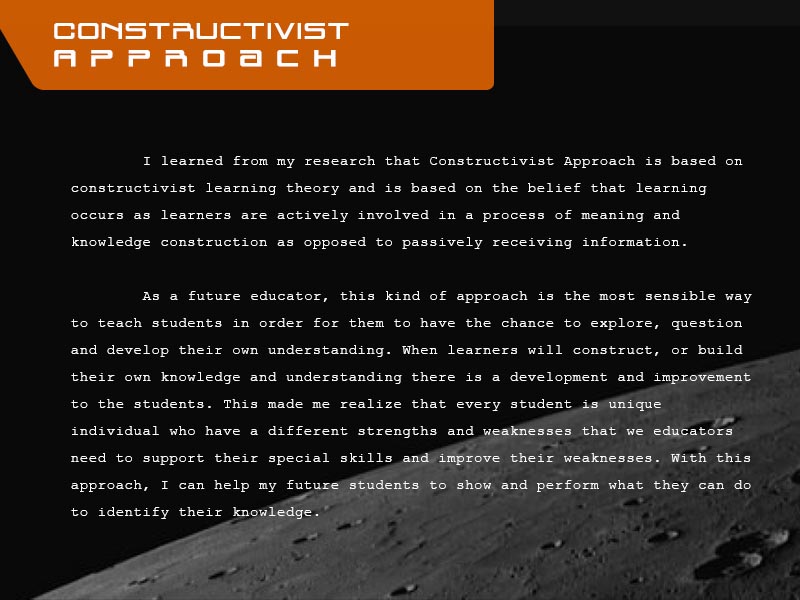 CONSTRUCTIVIST
APPROACH
I learned from my research that Constructivist Approach is based on
constructivist learning theory and is based on the belief that learning
occurs as learners are actively involved in a process of meaning and
knowledge construction as opposed to passively receiving information.
As a future educator, this kind of approach is the most sensible way
to teach students in order for them to have the chance to explore, question
and develop their own understanding. When learners will construct, or build
their own knowledge and understanding there is a development and improvement
to the students. This made me realize that every student is unique
individual who have a different strengths and weaknesses that we educators
need to support their special skills and improve their weaknesses. With this
approach, I can help my future students to show and perform what they can do
to identify their knowledge.